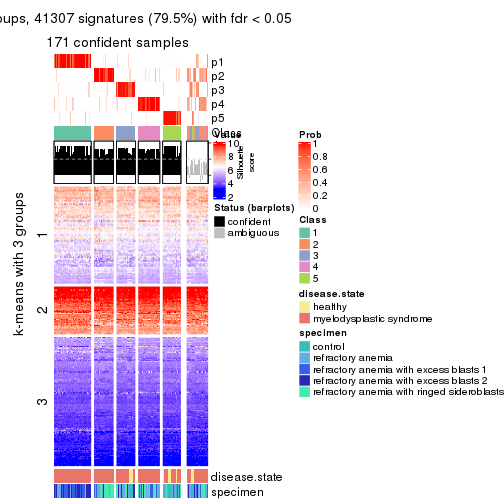 oups, 41307 signatures (79.5%) with fdr < 0.05
171 confident samples
p1
p2
p3
p4
p5
Class
Silhouette
score
k-means with 3 groups
1
2
3
disease.state
specimen
Value
10
8
6
4
2
Status (barplots)
confident
ambiguous
Prob
1
0.8
0.6
0.4
0.2
0
Class
1
2
3
4
5
disease.state
healthy
myelodysplastic syndrome
specimen
control
refractory anemia
refractory anemia with excess blasts 1
refractory anemia with excess blasts 2
refractory anemia with ringed sideroblasts